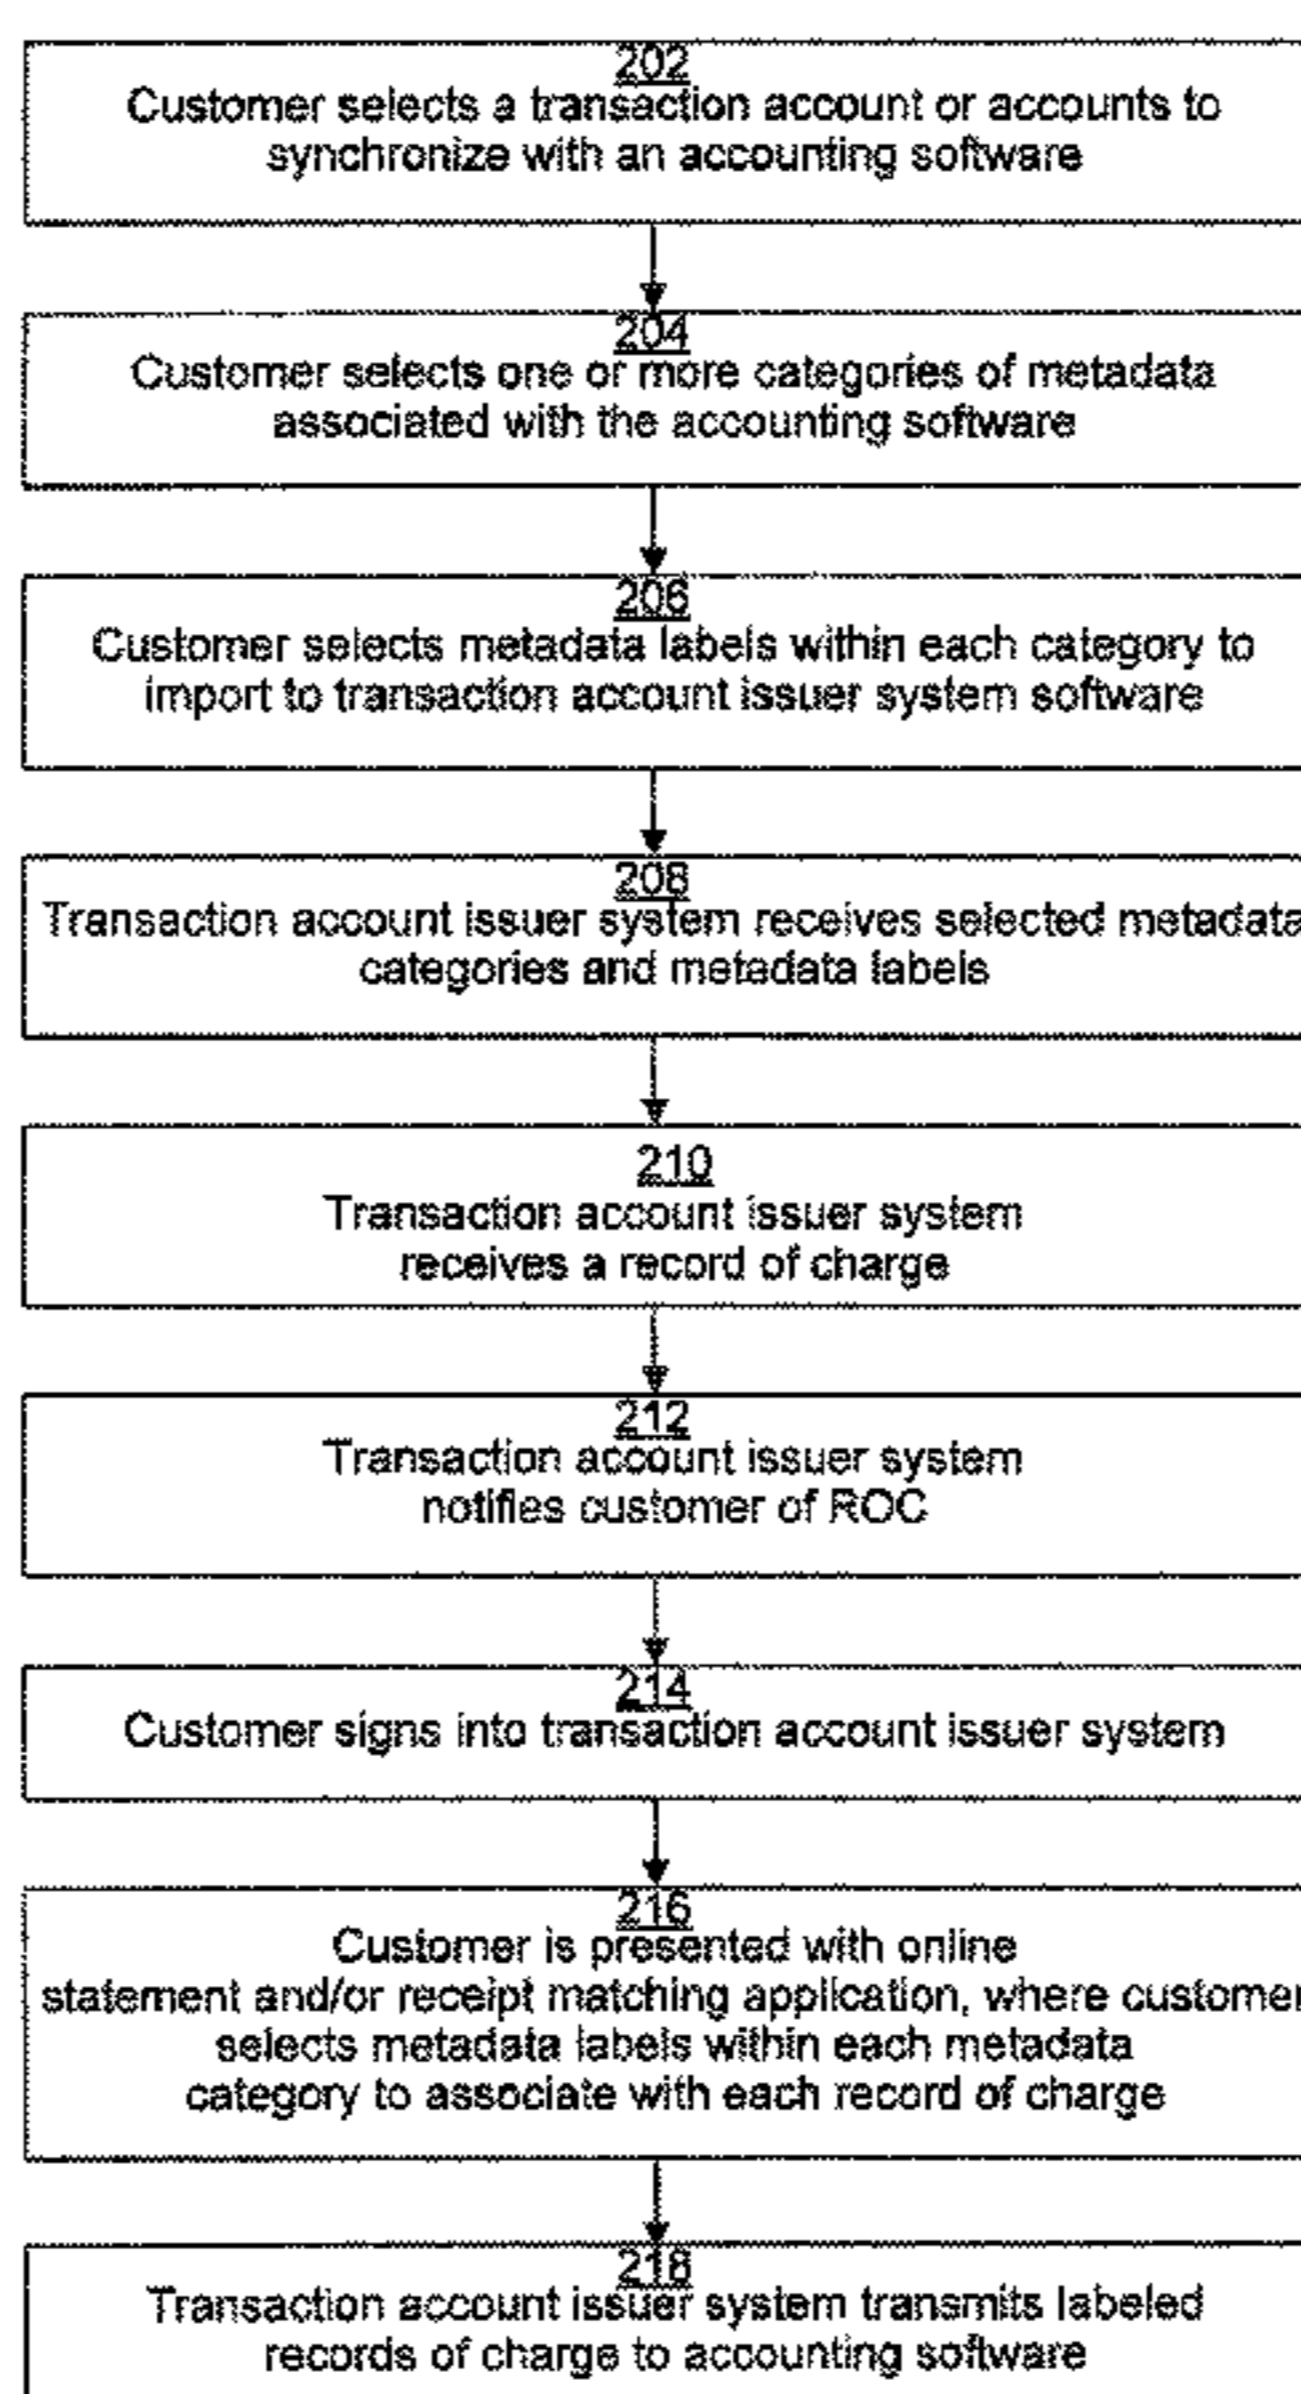 202
Customer selects a transaction account or accounts to
synchronize with an accounting software
204
Customer selects one or more categories of metadata
associated with the accounting software
206
Customer selects metadata labels within each category to
import to transaction account issuer system software
208
Transaction account issuer system receives selected metadata
categories and metadata labels
210
Transaction account issuer system
receives a record of charge
212
Transaction account issuer system
notifies customer of ROC
214
Customer signs into transaction account issuer system
216
Customer is presented with online
statement and/or receipt matching application, where customer
selects metadata labels within each metadata
category to associate with each record of charge
218
Transaction account issuer system transmits labeled
records of charge to accounting software